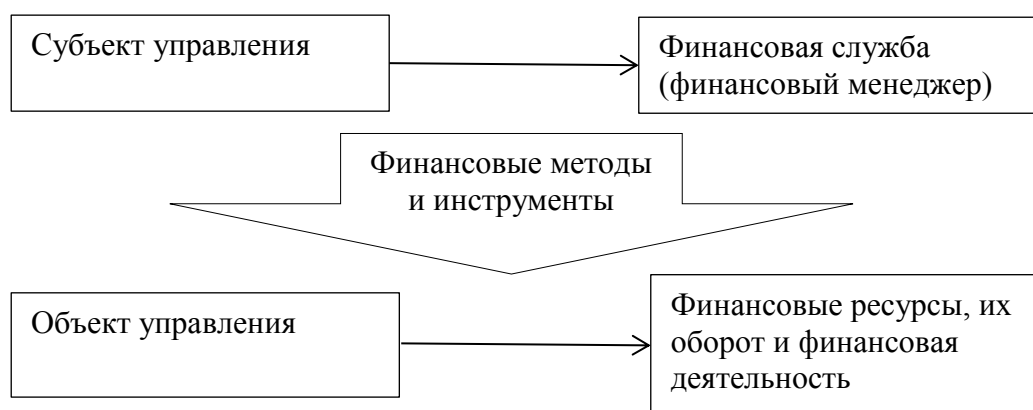 Субъект управления
Финансовая служба
(финансовый менеджер)
Финансовые методы
и инструменты
Объект управления
Финансовые ресурсы, их
оборот и финансовая
деятельность